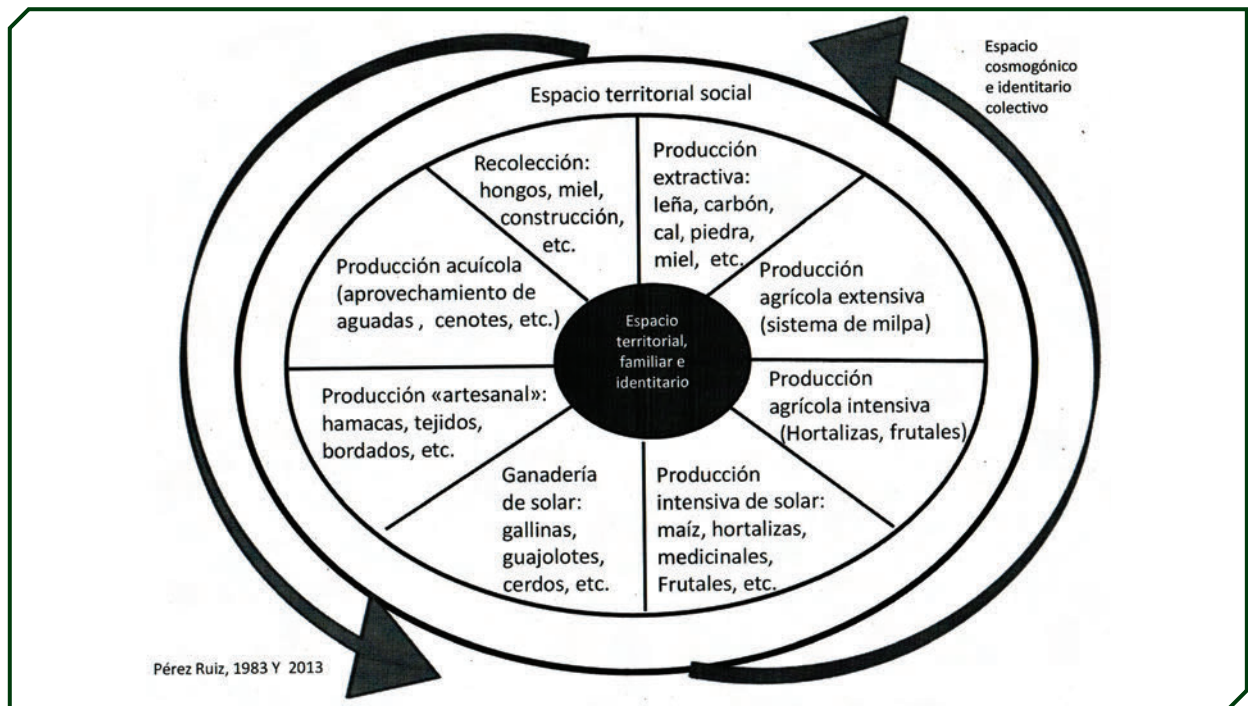 Espacio
cosmogónico
e identitario
colectivo
Espacio territorial social
Recolección:
hongos, miel,
construcción,
etc.
Producción
extractiva:
leña, carbón,
cal, piedra,
miel, etc.
Producción acuícola
(aprovechamiento de
aguadas , cenotes, etc.)
Producción
agrícola extensiva
(sistema de milpa)
Espacio
territorial,
familiar e
identitario
Producción «artesanal»:
hamacas, tejidos,
bordados, etc.
Producción
agrícola intensiva
(Hortalizas, frutales)
Ganadería
de solar:
gallinas,
guajolotes,
cerdos, etc.
Producción
intensiva de solar:
maíz, hortalizas,
medicinales,
Frutales, etc.
Pérez Ruiz, 1983 Y 2013